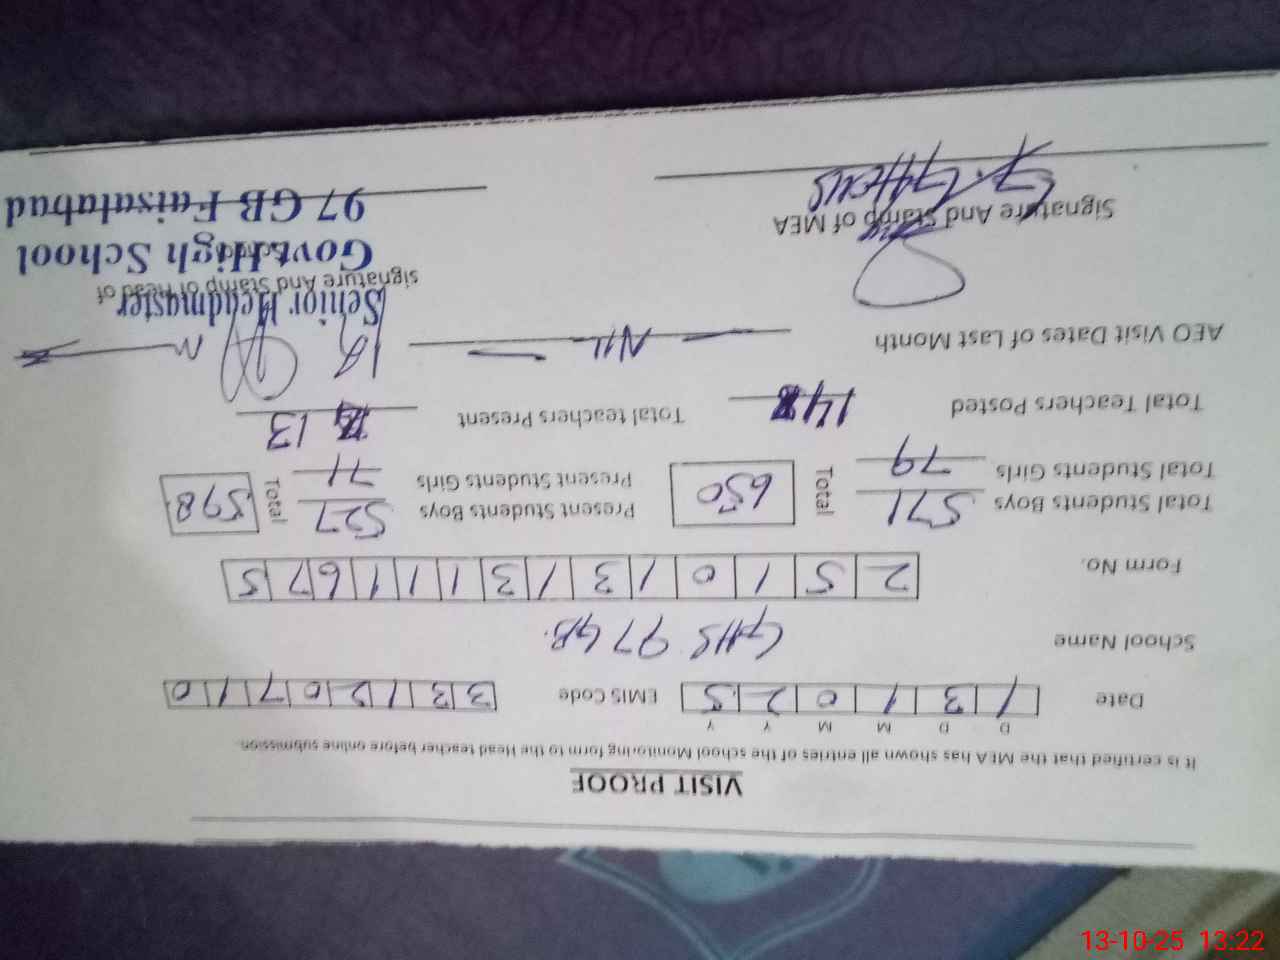 VISIT PROOF
It is certified that the MEA has shown all entries of the school Monitoring form to the Head teacher before online submission.
D D M M Y Y
Date 1 3 1 0 2 5 EMIS Code 3 3 1 2 0 7 1 0
School Name GHS 97 GB.
Form No. 2 5 1 0 1 3 1 3 1 1 1 6 7 5
Total Students Boys 571 Total 650 Present Students Boys 527 Total 598
Total Students Girls 79 Present Students Girls 71
Total Teachers Posted 14 Total teachers Present 13
AEO Visit Dates of Last Month Nil
Signature And Stamp of MEA
Signature And Stamp of Head of
Senior Headmaster
Govt. High School
97 GB Faisalabad
13-10-25 13:22